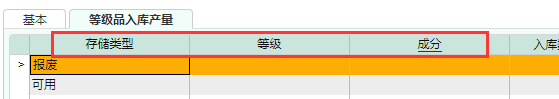 基本 等级品入库产量
存储类型 等级 成分 入库
> 报废
可用